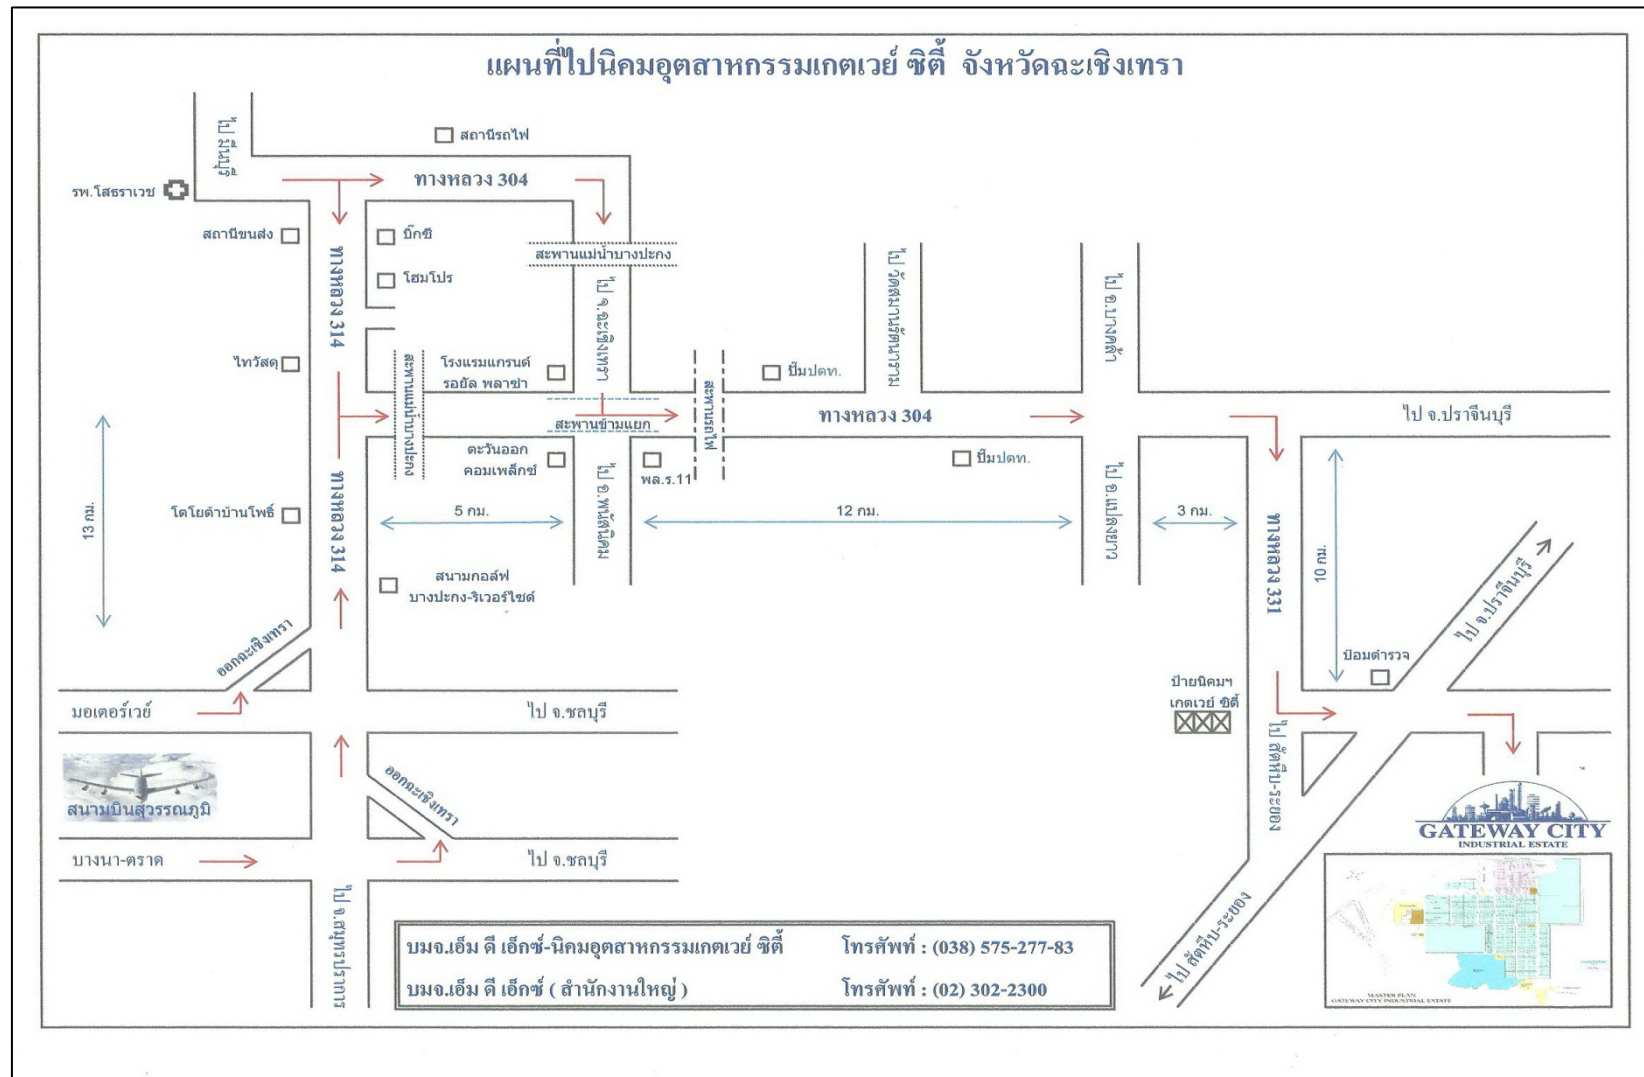 แผนที่ไปนิคมอุตสาหกรรมเกตเวย์ ซิตี้ จังหวัดฉะเชิงเทรา
ไป มีนบุรี
สถานีรถไฟ
รพ.โสธราเวช
ทางหลวง 304
สถานีขนส่ง
บิ๊กซี
สะพานแม่น้ำบางปะกง
โฮมโปร
ทางหลวง 314
ไป จ.ฉะเชิงเทรา
ไป วัดสมานรัตนาราม
ไป อ.บางคล้า
ไทวัสดุ
สะพานแม่น้ำบางปะกง
โรงแรมแกรนด์
รอยัล พลาซ่า
สะพานรถไฟ
ปั๊มปตท.
ทางหลวง 304
ไป จ.ปราจีนบุรี
สะพานข้ามแยก
ตะวันออก
คอมเพล็กซ์
พล.ร.11
ปั๊มปตท.
13 กม.
โตโยต้าบ้านโพธิ์
ทางหลวง 314
5 กม.
ไป อ.พนัสนิคม
12 กม.
ไป อ.แปลงยาว
3 กม.
ทางหลวง 331
10 กม.
ไป จ.ปราจีนบุรี
สนามกอล์ฟ
บางปะกง-ริเวอร์ไซด์
ออกฉะเชิงเทรา
ป้อมตำรวจ
ป้ายนิคมฯ
เกตเวย์ ซิตี้
มอเตอร์เวย์
ไป จ.ชลบุรี
ไป สัตหีบ-ระยอง
สนามบินสุวรรณภูมิ
ออกฉะเชิงเทรา
GATEWAY CITY
INDUSTRIAL ESTATE
บางนา-ตราด
ไป จ.ชลบุรี
ไป จ.สมุทรปราการ
ไป สัตหีบ-ระยอง
บมจ.เอ็ม ดี เอ็กซ์-นิคมอุตสาหกรรมเกตเวย์ ซิตี้ โทรศัพท์ : (038) 575-277-83
บมจ.เอ็ม ดี เอ็กซ์ ( สำนักงานใหญ่ ) โทรศัพท์ : (02) 302-2300
MASTER PLAN
GATEWAY CITY INDUSTRIAL ESTATE